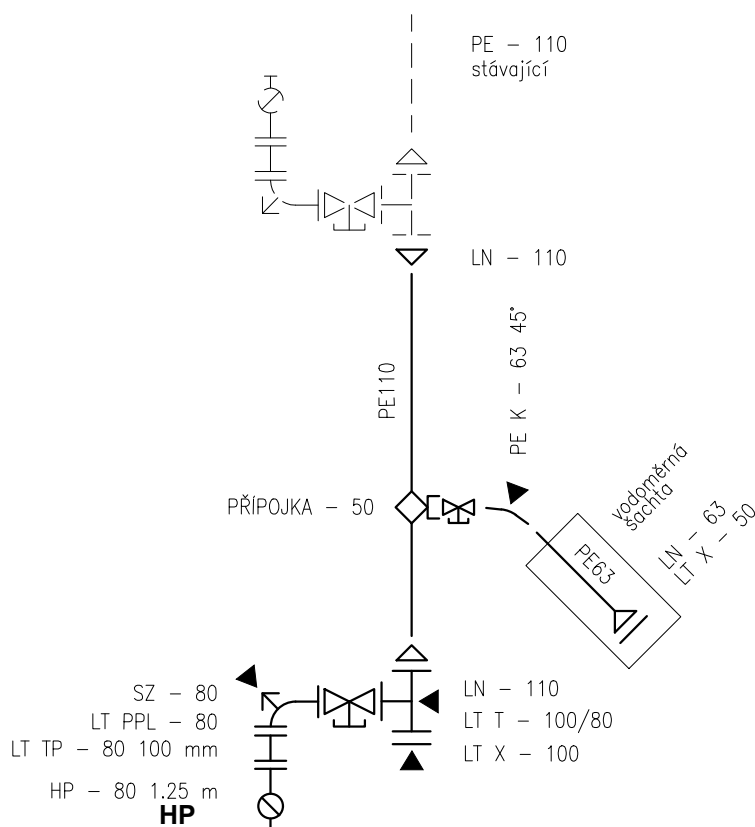 PE - 110
stávající
LN - 110
PE K - 63 45°
PE110
PŘÍPOJKA - 50
vodoměrná
šachta
LN - 63
LT X - 50
PE63
SZ - 80
LT PPL - 80
LT TP - 80 100 mm
HP - 80 1.25 m
HP
LN - 110
LT T - 100/80
LT X - 100